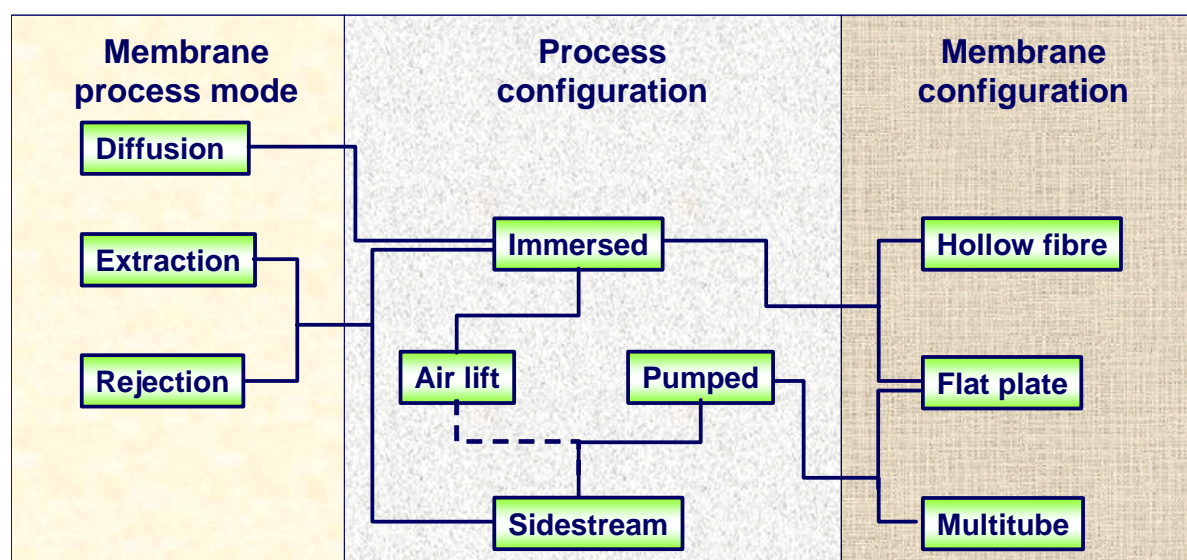 Membrane
process mode
Process
configuration
Membrane
configuration
Diffusion
Extraction
Rejection
Immersed
Air lift
Pumped
Sidestream
Hollow fibre
Flat plate
Multitube